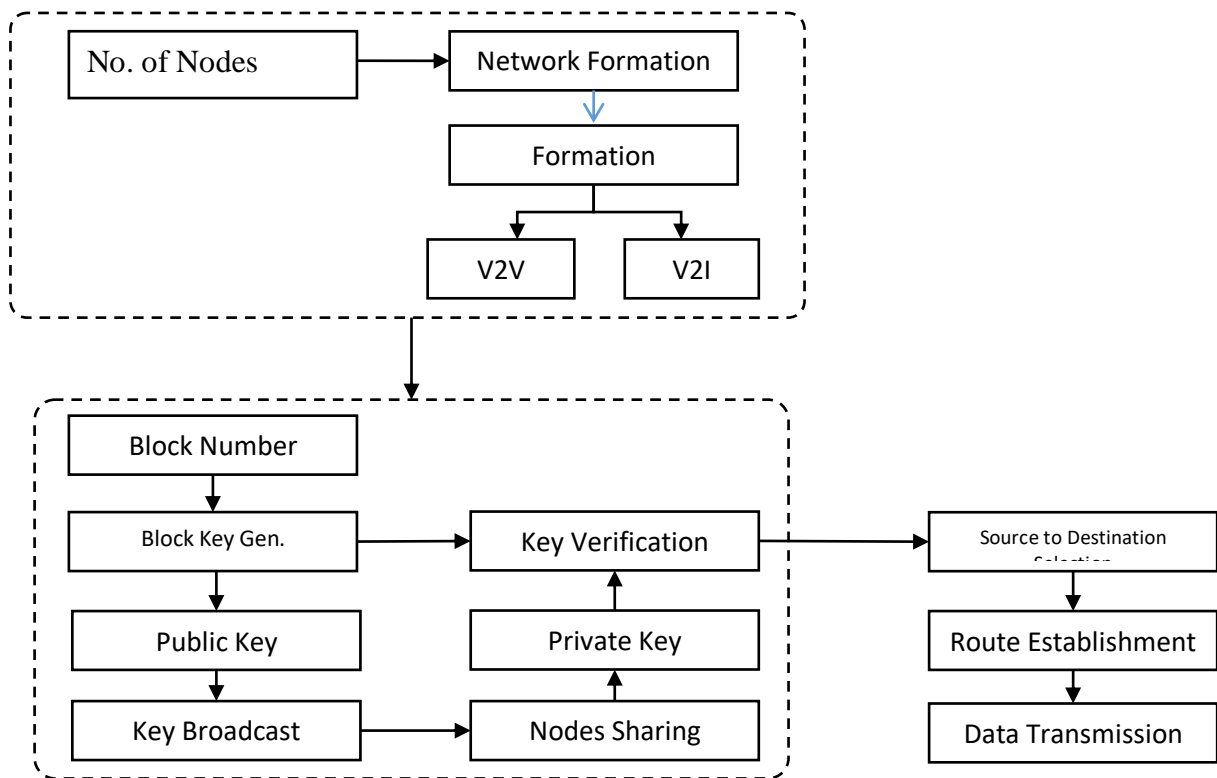 No. of Nodes
Network Formation
Formation
V2V
V2I
Block Number
Block Key Gen.
Key Verification
Source to Destination
Public Key
Private Key
Route Establishment
Key Broadcast
Nodes Sharing
Data Transmission